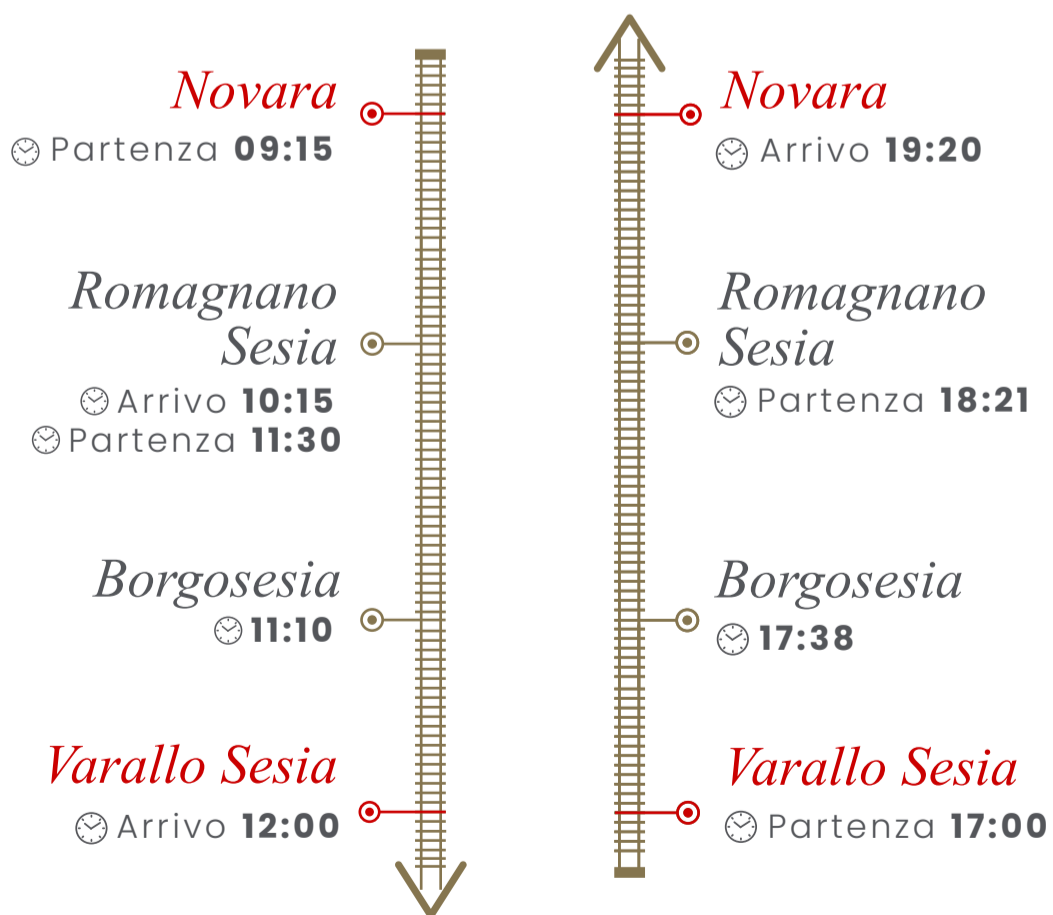 Novara
Partenza 09:15
Romagnano
Sesia
Arrivo 10:15
Partenza 11:30
Borgosesia
11:10
Varallo Sesia
Arrivo 12:00
Novara
Arrivo 19:20
Romagnano
Sesia
Partenza 18:21
Borgosesia
17:38
Varallo Sesia
Partenza 17:00